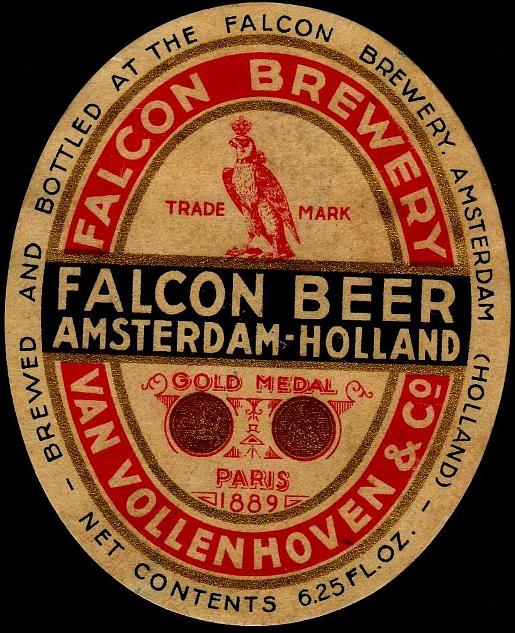 BREWED AND BOTTLED AT THE FALCON BREWERY. AMSTERDAM (HOLLAND) -
FALCON BREWERY
TRADE MARK
FALCON BEER
AMSTERDAM-HOLLAND
GOLD MEDAL
PARIS
1889
VAN VOLLENHOVEN & Cº
- NET CONTENTS 6.25 FL.OZ.